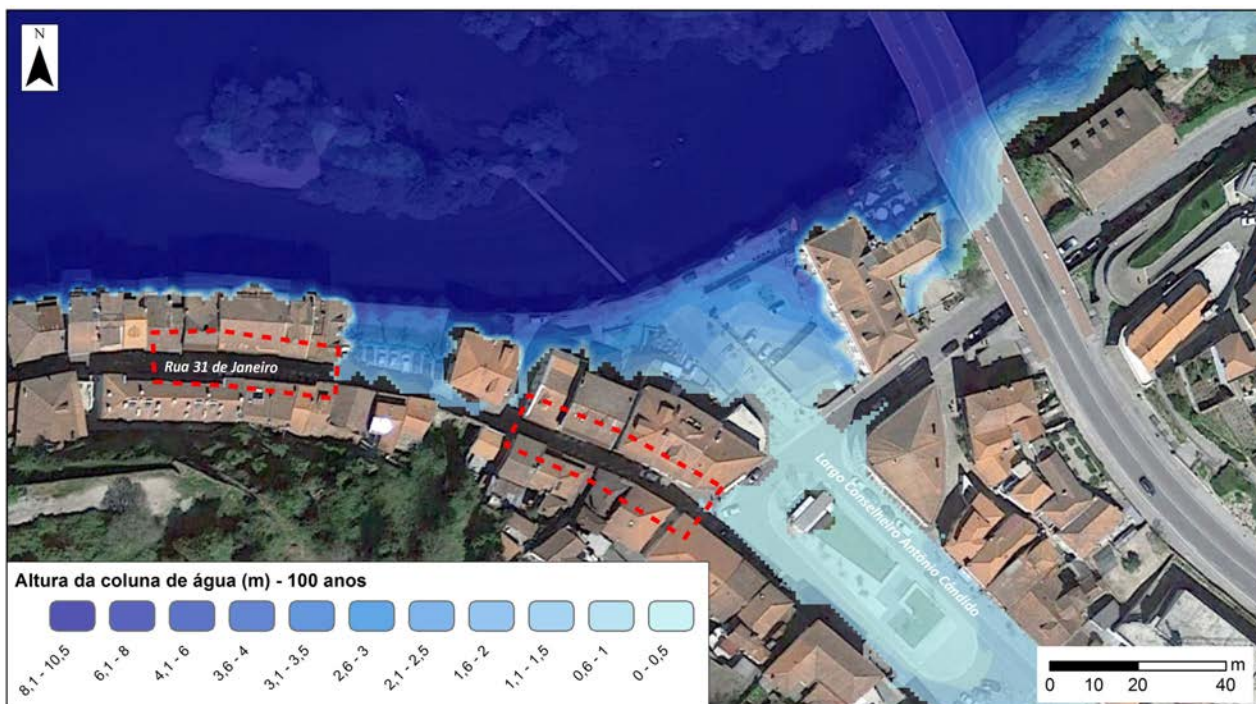 N
Rua 31 de Janeiro
Largo Conselheiro António Cândido
Altura da coluna de água (m) - 100 anos
8,1 - 10,5
6,1 - 8
4,1 - 6
3,6 - 4
3,1 - 3,5
2,6 - 3
2,1 - 2,5
1,6 - 2
1,1 - 1,5
0,6 - 1
0 - 0,5
m
0 10 20 40